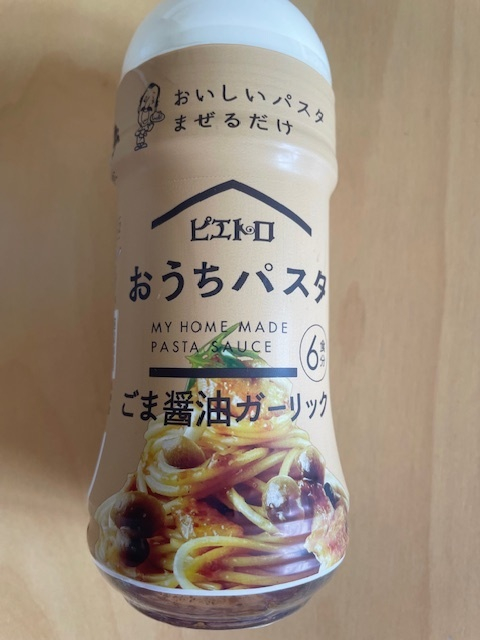 おいしいパスタ
まぜるだけ
ピエトロ
おうちパスタ
MY HOME MADE
PASTA SAUCE
6食分
ごま醤油ガーリック